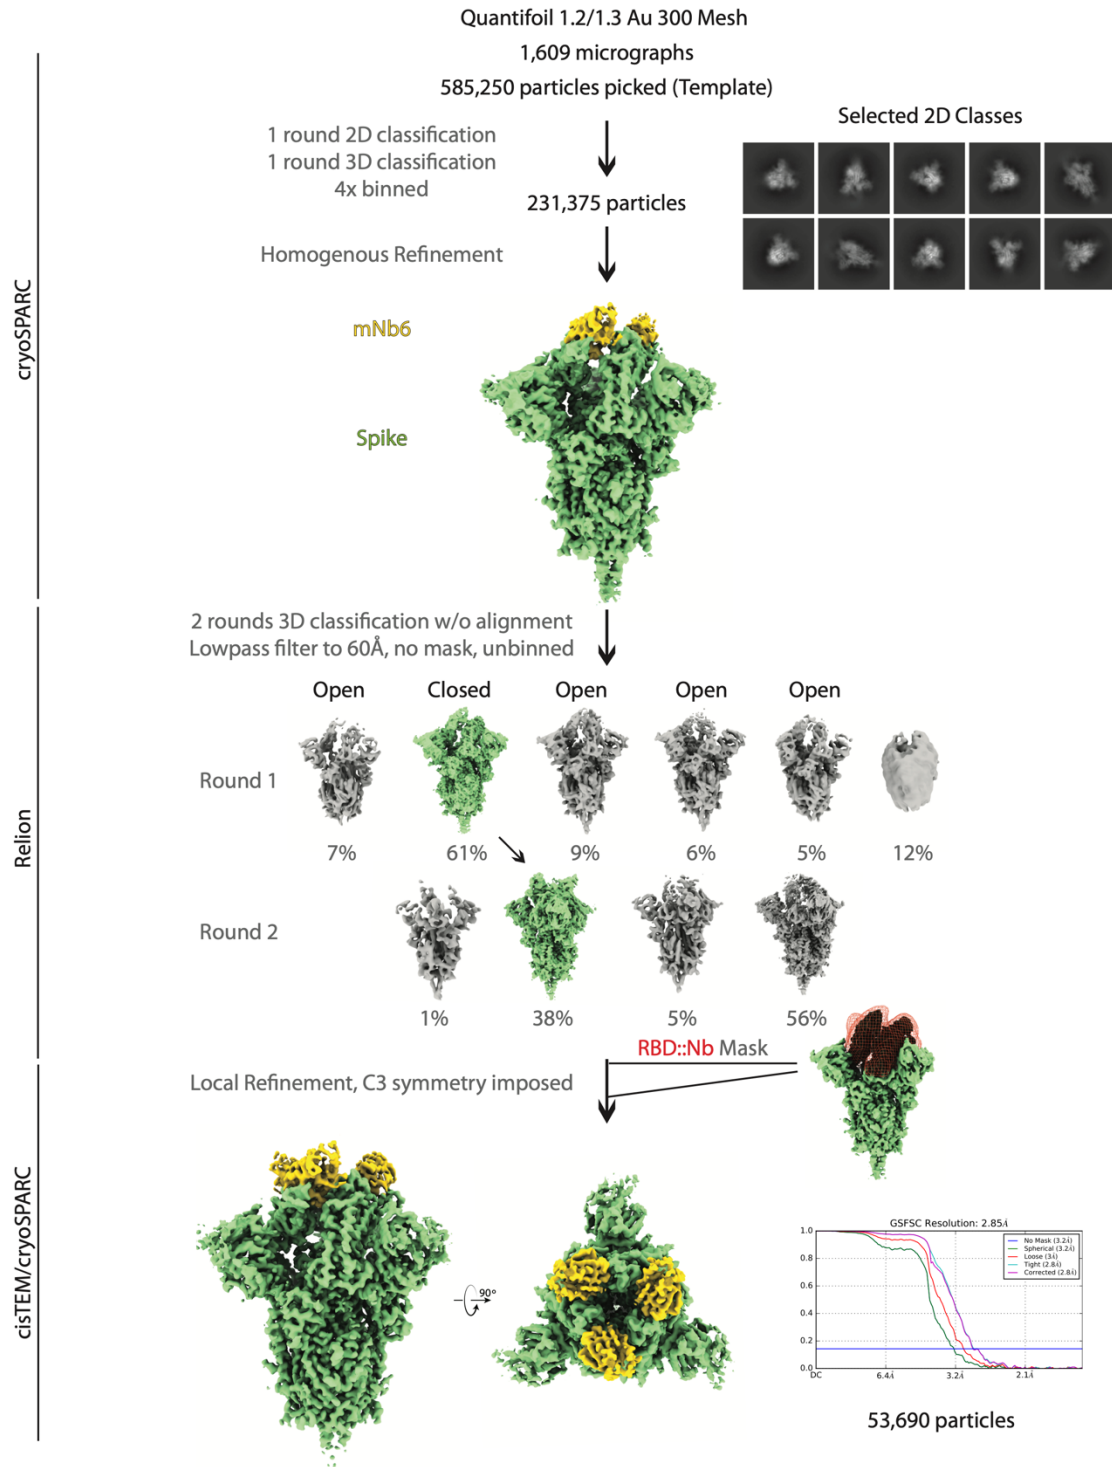 Quantifoil 1.2/1.3 Au 300 Mesh
1,609 micrographs
585,250 particles picked (Template)
1 round 2D classification
1 round 3D classification
4x binned
Selected 2D Classes
231,375 particles
Homogenous Refinement
cryoSPARC
mNb6
Spike
2 rounds 3D classification w/o alignment
Lowpass filter to 60Å, no mask, unbinned
Relion
Open Closed Open Open Open
Round 1
7% 61% 9% 6% 5% 12%
Round 2
1% 38% 5% 56%
RBD::Nb Mask
Local Refinement, C3 symmetry imposed
cisTEM/cryoSPARC
90°
GSFSC Resolution: 2.85Å
No Mask (3.2Å)
Spherical (3.2Å)
Loose (3Å)
Tight (2.8Å)
Corrected (2.8Å)
1.0
0.8
0.6
0.4
0.2
0.0
DC 6.4Å 3.2Å 2.1Å
53,690 particles